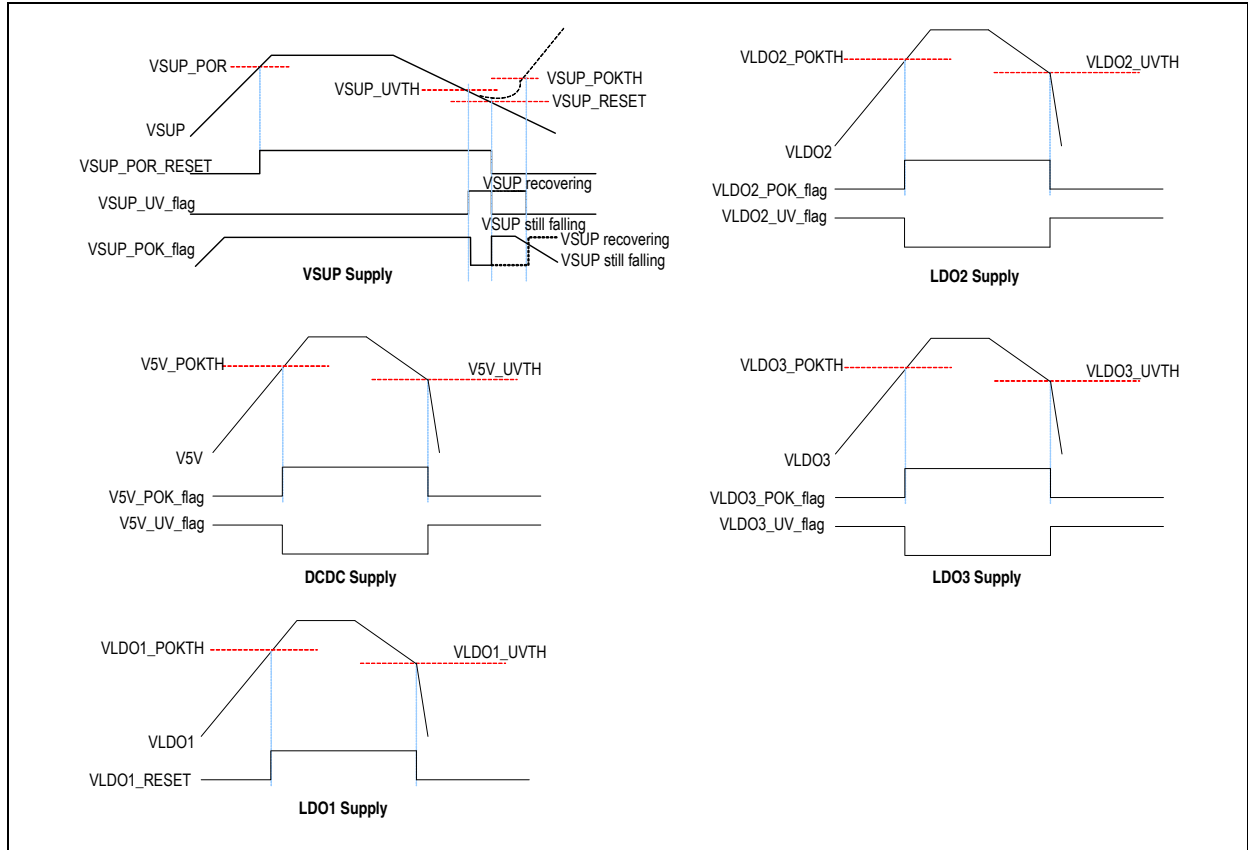 VSUP_POR
VSUP_UVTH
VSUP_POKTH
VSUP_RESET
VSUP
VSUP_POR_RESET
VSUP recovering
VSUP_UV_flag
VSUP still falling
VSUP_POK_flag
VSUP recovering
VSUP still falling
VSUP Supply
VLDO2_POKTH
VLDO2_UVTH
VLDO2
VLDO2_POK_flag
VLDO2_UV_flag
LDO2 Supply
V5V_POKTH
V5V_UVTH
V5V
V5V_POK_flag
V5V_UV_flag
DCDC Supply
VLDO3_POKTH
VLDO3_UVTH
VLDO3
VLDO3_POK_flag
VLDO3_UV_flag
LDO3 Supply
VLDO1_POKTH
VLDO1_UVTH
VLDO1
VLDO1_RESET
LDO1 Supply